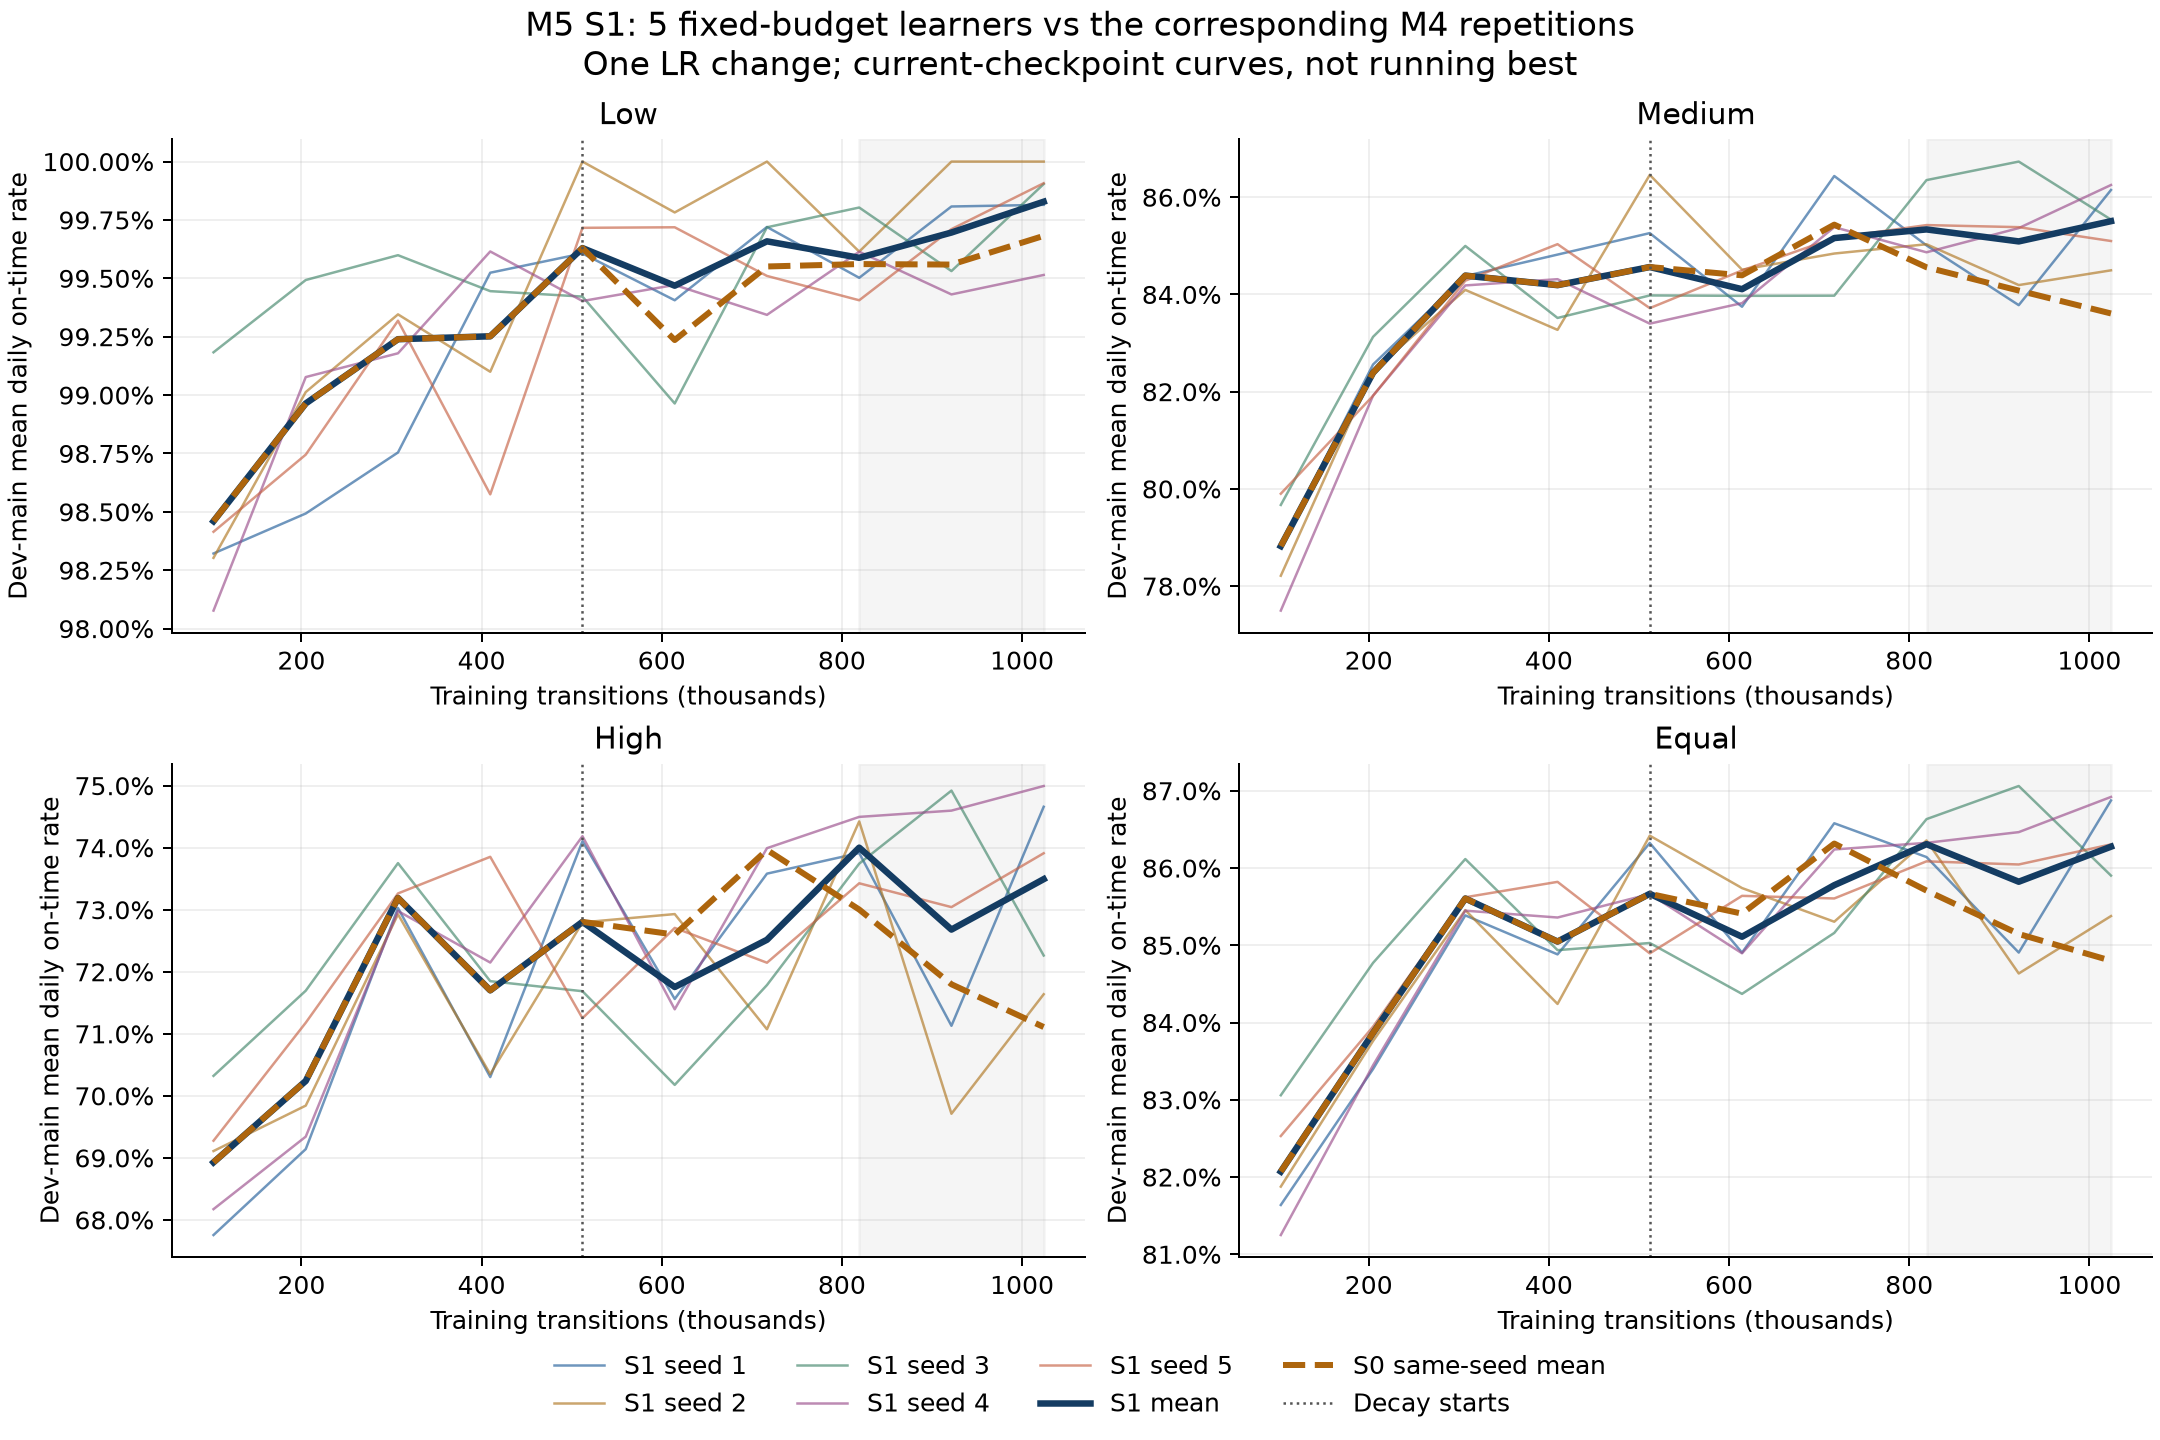 M5 S1: 5 fixed-budget learners vs the corresponding M4 repetitions
One LR change; current-checkpoint curves, not running best
Low
Dev-main mean daily on-time rate
100.00%
99.75%
99.50%
99.25%
99.00%
98.75%
98.50%
98.25%
98.00%
200 400 600 800 1000
Training transitions (thousands)
Medium
Dev-main mean daily on-time rate
86.0%
84.0%
82.0%
80.0%
78.0%
200 400 600 800 1000
Training transitions (thousands)
High
Dev-main mean daily on-time rate
75.0%
74.0%
73.0%
72.0%
71.0%
70.0%
69.0%
68.0%
200 400 600 800 1000
Training transitions (thousands)
Equal
Dev-main mean daily on-time rate
87.0%
86.0%
85.0%
84.0%
83.0%
82.0%
81.0%
200 400 600 800 1000
Training transitions (thousands)
S1 seed 1 S1 seed 3 S1 seed 5 S0 same-seed mean
S1 seed 2 S1 seed 4 S1 mean Decay starts